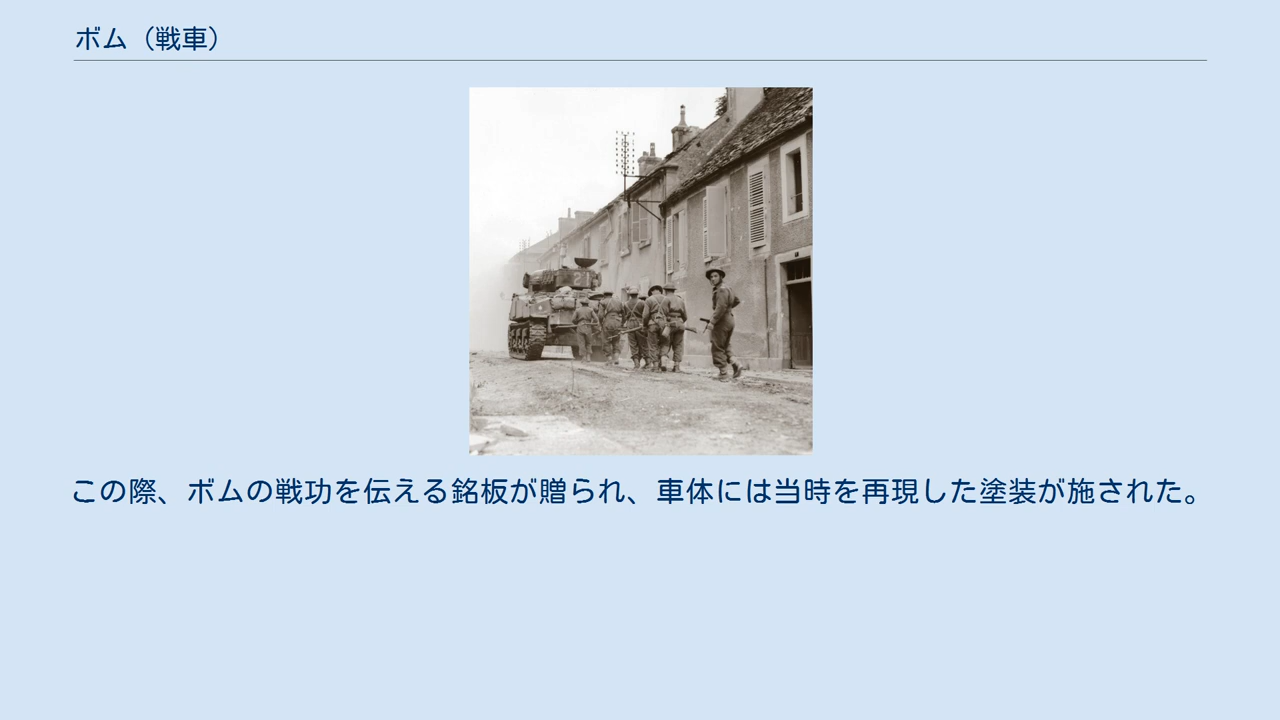 ボム（戦車）
21
この際、ボムの戦功を伝える銘板が贈られ、車体には当時を再現した塗装が施された。